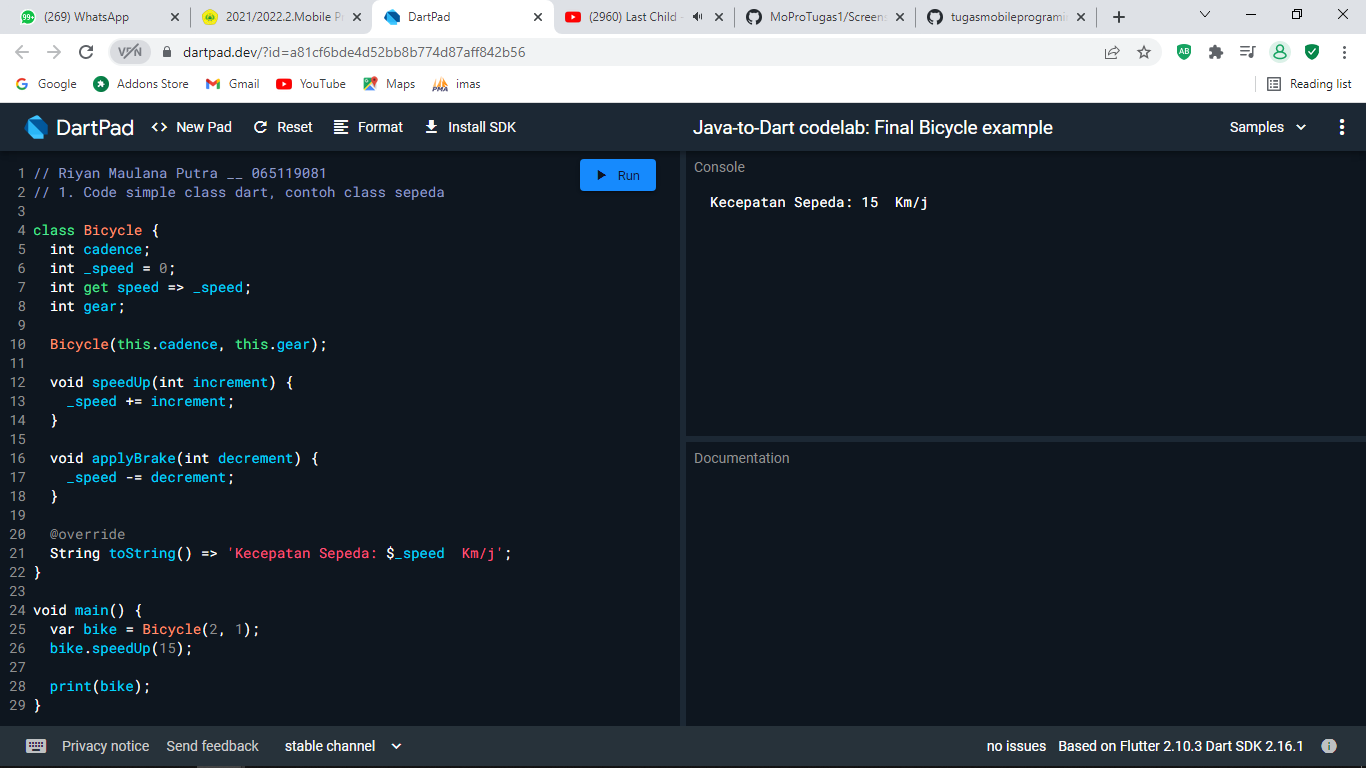 (269) WhatsApp
2021/2022.2.Mobile P
DartPad
(2960) Last Child -
MoProTugas1/Screens
tugasmobileprogramin
VPN
dartpad.dev/?id=a81cf6bde4d52bb8b774d87aff842b56
AB
Google
Addons Store
Gmail
YouTube
Maps
PMA
imas
Reading list
DartPad
<> New Pad
Reset
Format
Install SDK
Java-to-Dart codelab: Final Bicycle example
Samples
1 // Riyan Maulana Putra __ 065119081
2 // 1. Code simple class dart, contoh class sepeda
3
4 class Bicycle {
5   int cadence;
6   int _speed = 0;
7   int get speed => _speed;
8   int gear;
9
10   Bicycle(this.cadence, this.gear);
11
12   void speedUp(int increment) {
13     _speed += increment;
14   }
15
16   void applyBrake(int decrement) {
17     _speed -= decrement;
18   }
19
20   @override
21   String toString() => 'Kecepatan Sepeda: $_speed  Km/j';
22 }
23
24 void main() {
25   var bike = Bicycle(2, 1);
26   bike.speedUp(15);
27
28   print(bike);
29 }
Run
Console
Kecepatan Sepeda: 15  Km/j
Documentation
Privacy notice
Send feedback
stable channel
no issues
Based on Flutter 2.10.3 Dart SDK 2.16.1